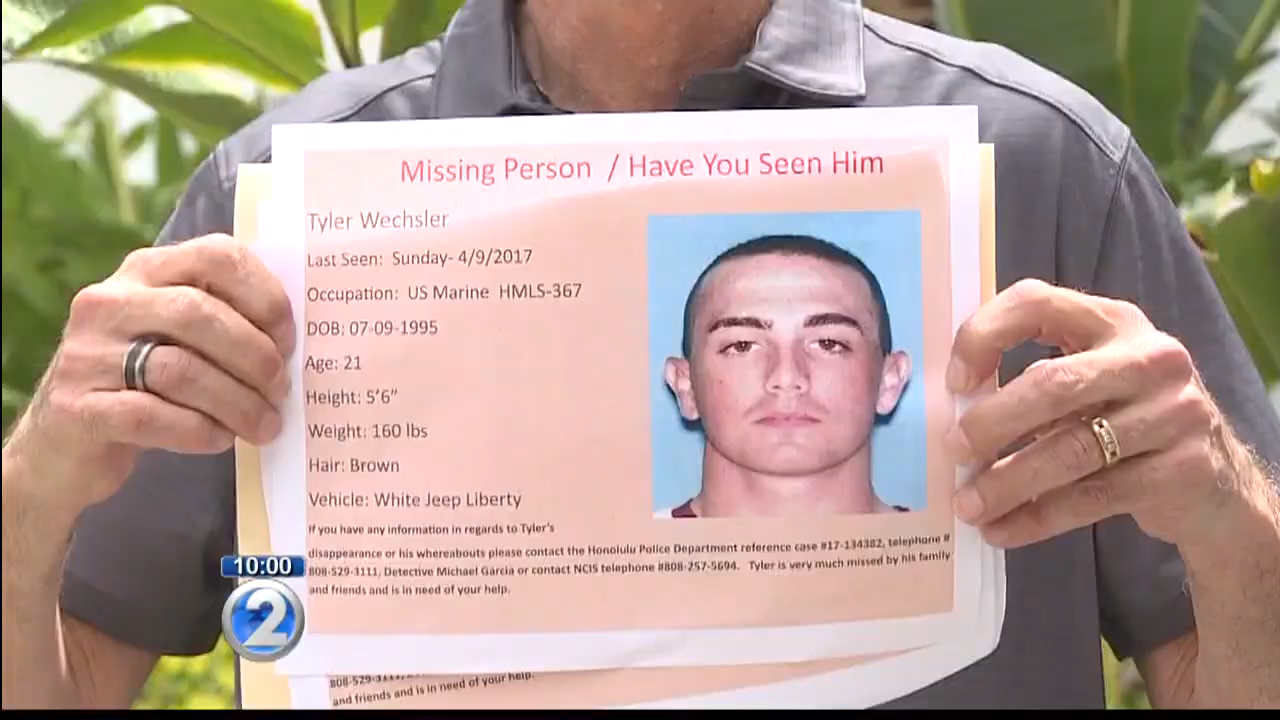 Missing Person / Have You Seen Him
Tyler Wechsler
Last Seen: Sunday- 4/9/2017
Occupation: US Marine HMLS-367
DOB: 07-09-1995
Age: 21
Height: 5'6"
Weight: 160 lbs
Hair: Brown
Vehicle: White Jeep Liberty
If you have any information in regards to Tyler's
disappearance or his whereabouts please contact the Honolulu Police Department reference case #17-134382, telephone #
808-529-3111, Detective Michael Garcia or contact NCIS telephone #808-257-5694. Tyler is very much missed by his family
and friends and is in need of your help.
10:00
2
808-529-3111,
and friends and is in need of your help.